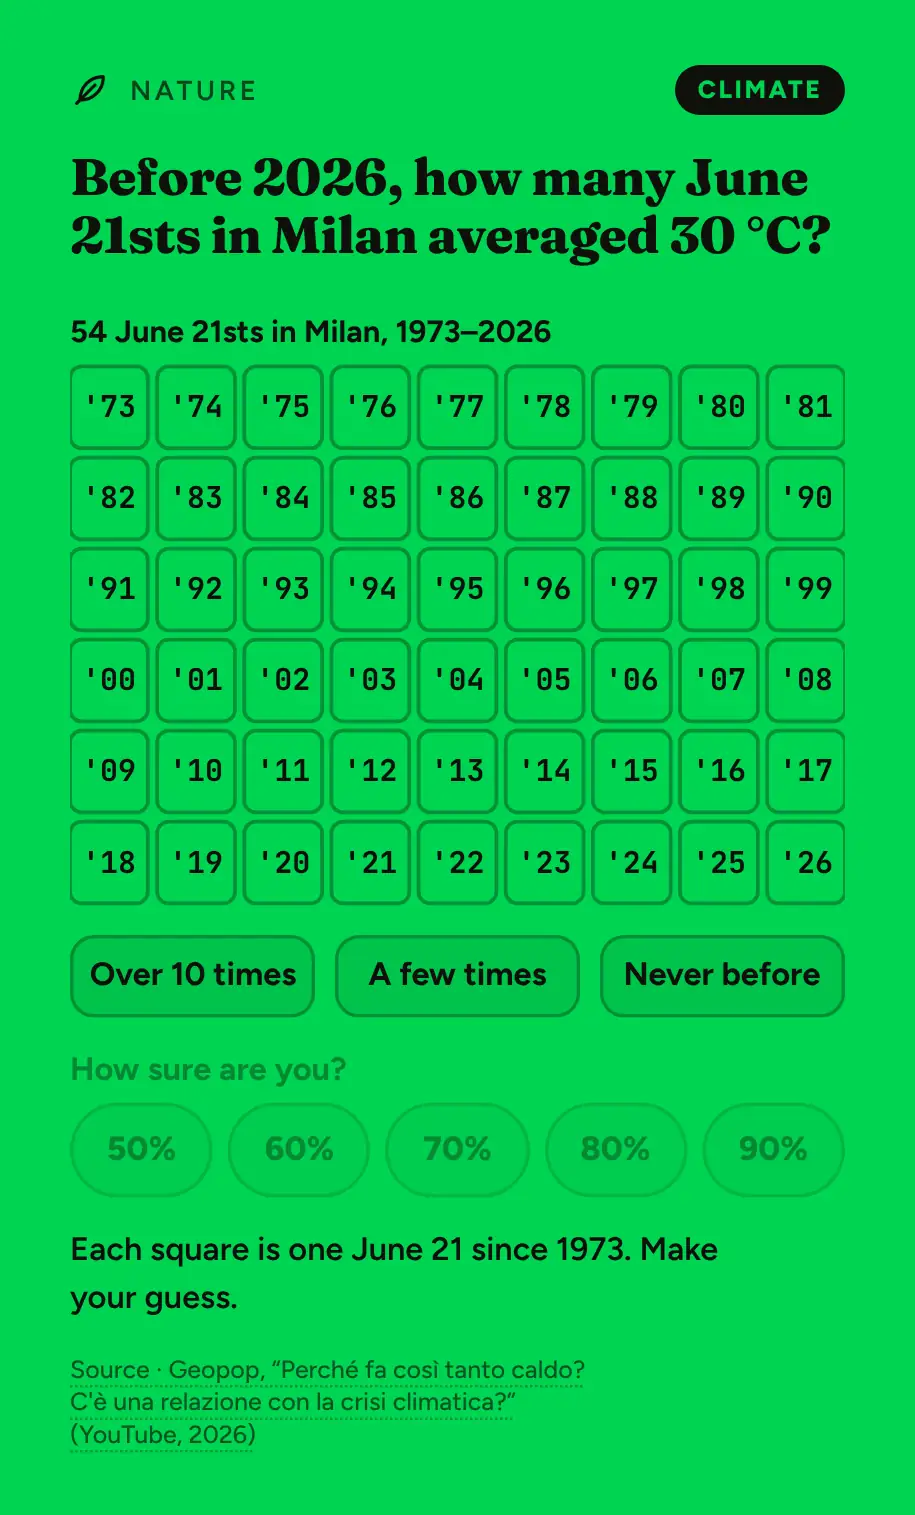 NATURE
CLIMATE
Before 2026, how many June
21sts in Milan averaged 30 °C?
54 June 21sts in Milan, 1973–2026
'73 '74 '75 '76 '77 '78 '79 '80 '81
'82 '83 '84 '85 '86 '87 '88 '89 '90
'91 '92 '93 '94 '95 '96 '97 '98 '99
'00 '01 '02 '03 '04 '05 '06 '07 '08
'09 '10 '11 '12 '13 '14 '15 '16 '17
'18 '19 '20 '21 '22 '23 '24 '25 '26
Over 10 times
A few times
Never before
How sure are you?
50% 60% 70% 80% 90%
Each square is one June 21 since 1973. Make
your guess.
Source · Geopop, “Perché fa così tanto caldo?
C'è una relazione con la crisi climatica?”
(YouTube, 2026)